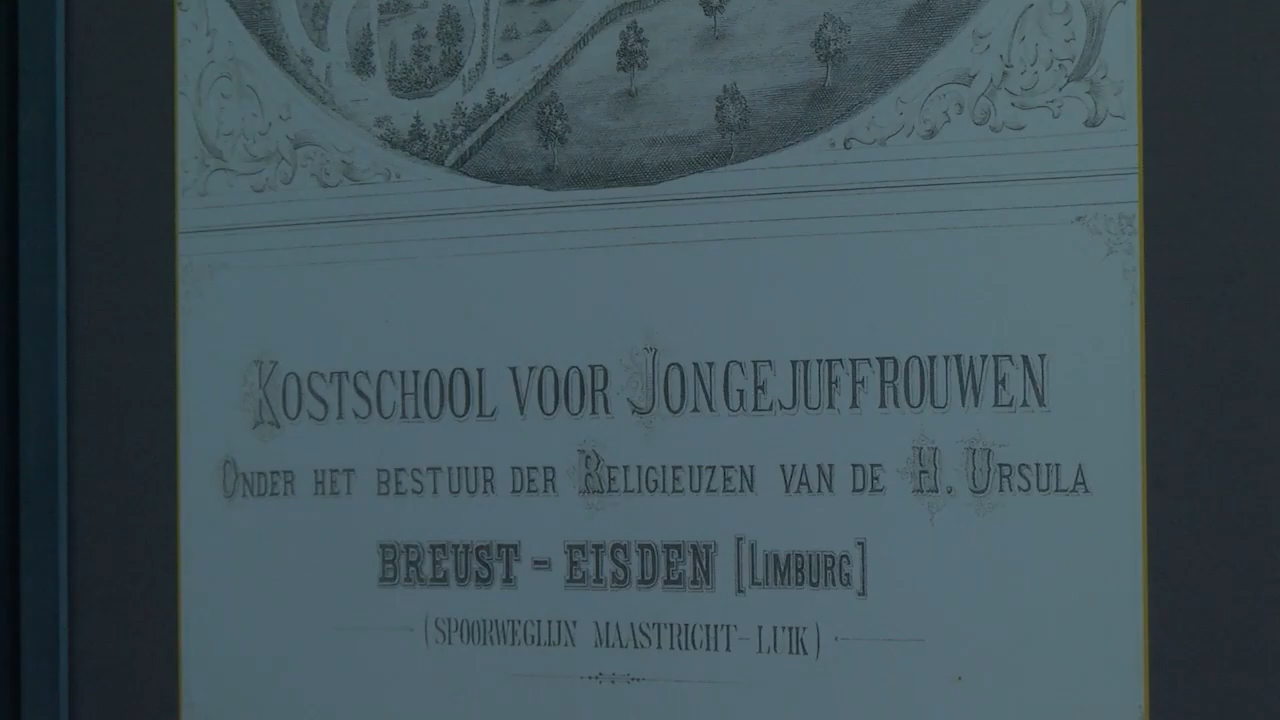 KOSTSCHOOL VOOR JONGEJUFFROUWEN
ONDER HET BESTUUR DER RELIGIEUZEN VAN DE H. URSULA
BREUST - EISDEN [LIMBURG]
(SPOORWEGLIJN MAASTRICHT-LUIK)